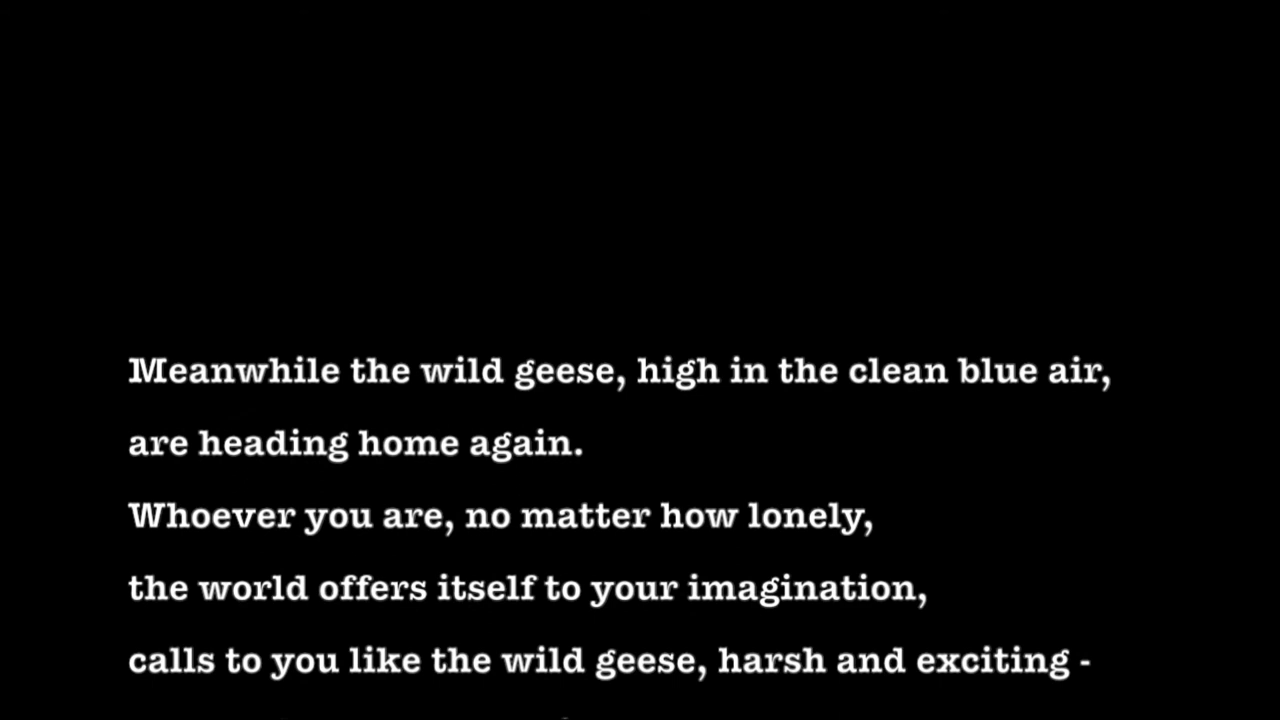 Meanwhile the wild geese, high in the clean blue air,
are heading home again.
Whoever you are, no matter how lonely,
the world offers itself to your imagination,
calls to you like the wild geese, harsh and exciting -